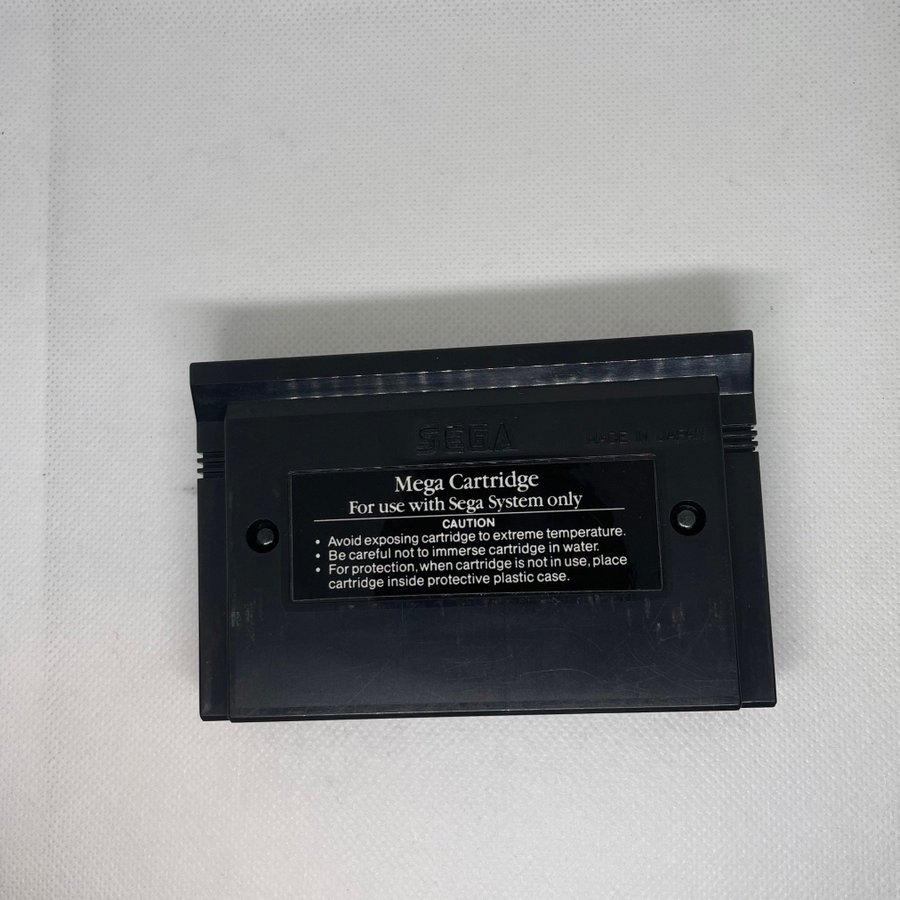 SEGA
MADE IN JAPAN
Mega Cartridge
For use with Sega System only
CAUTION
• Avoid exposing cartridge to extreme temperature.
• Be careful not to immerse cartridge in water.
• For protection, when cartridge is not in use, place
cartridge inside protective plastic case.